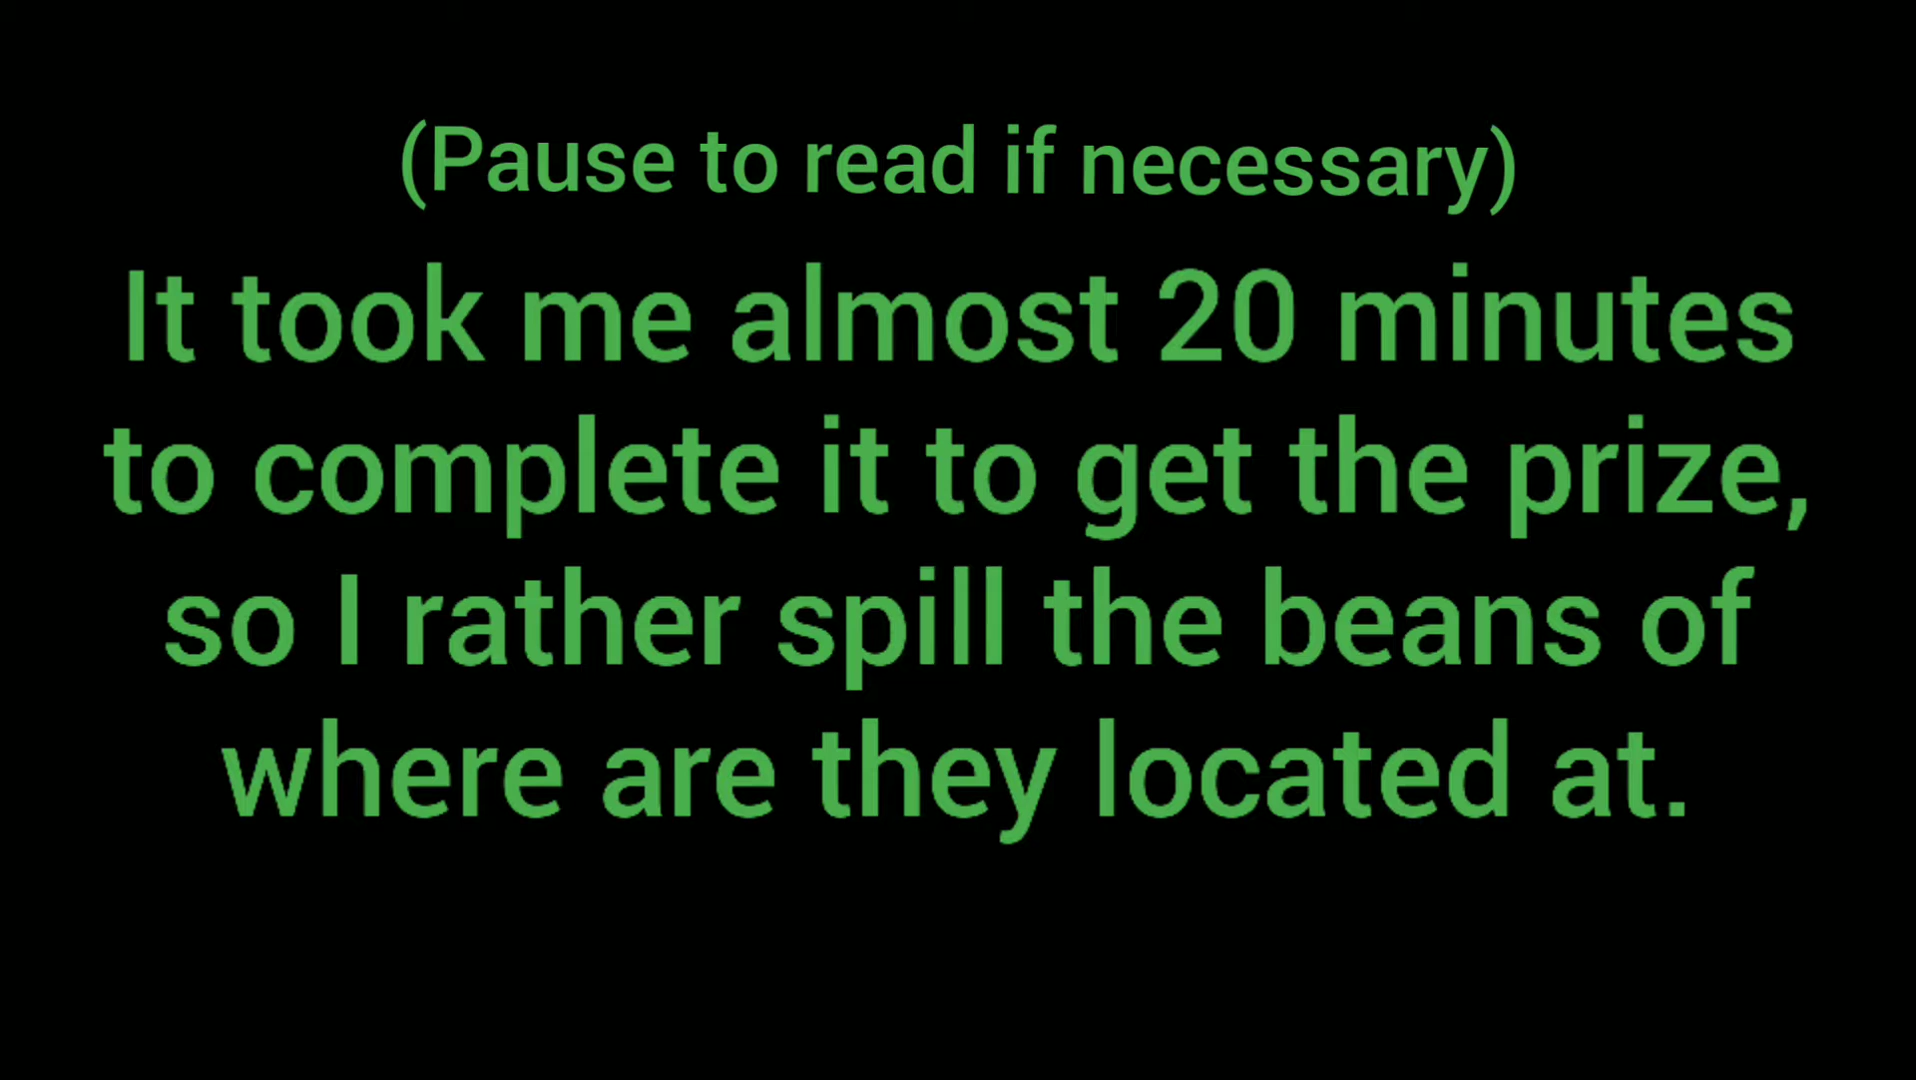 (Pause to read if necessary)
It took me almost 20 minutes
to complete it to get the prize,
so I rather spill the beans of
where are they located at.